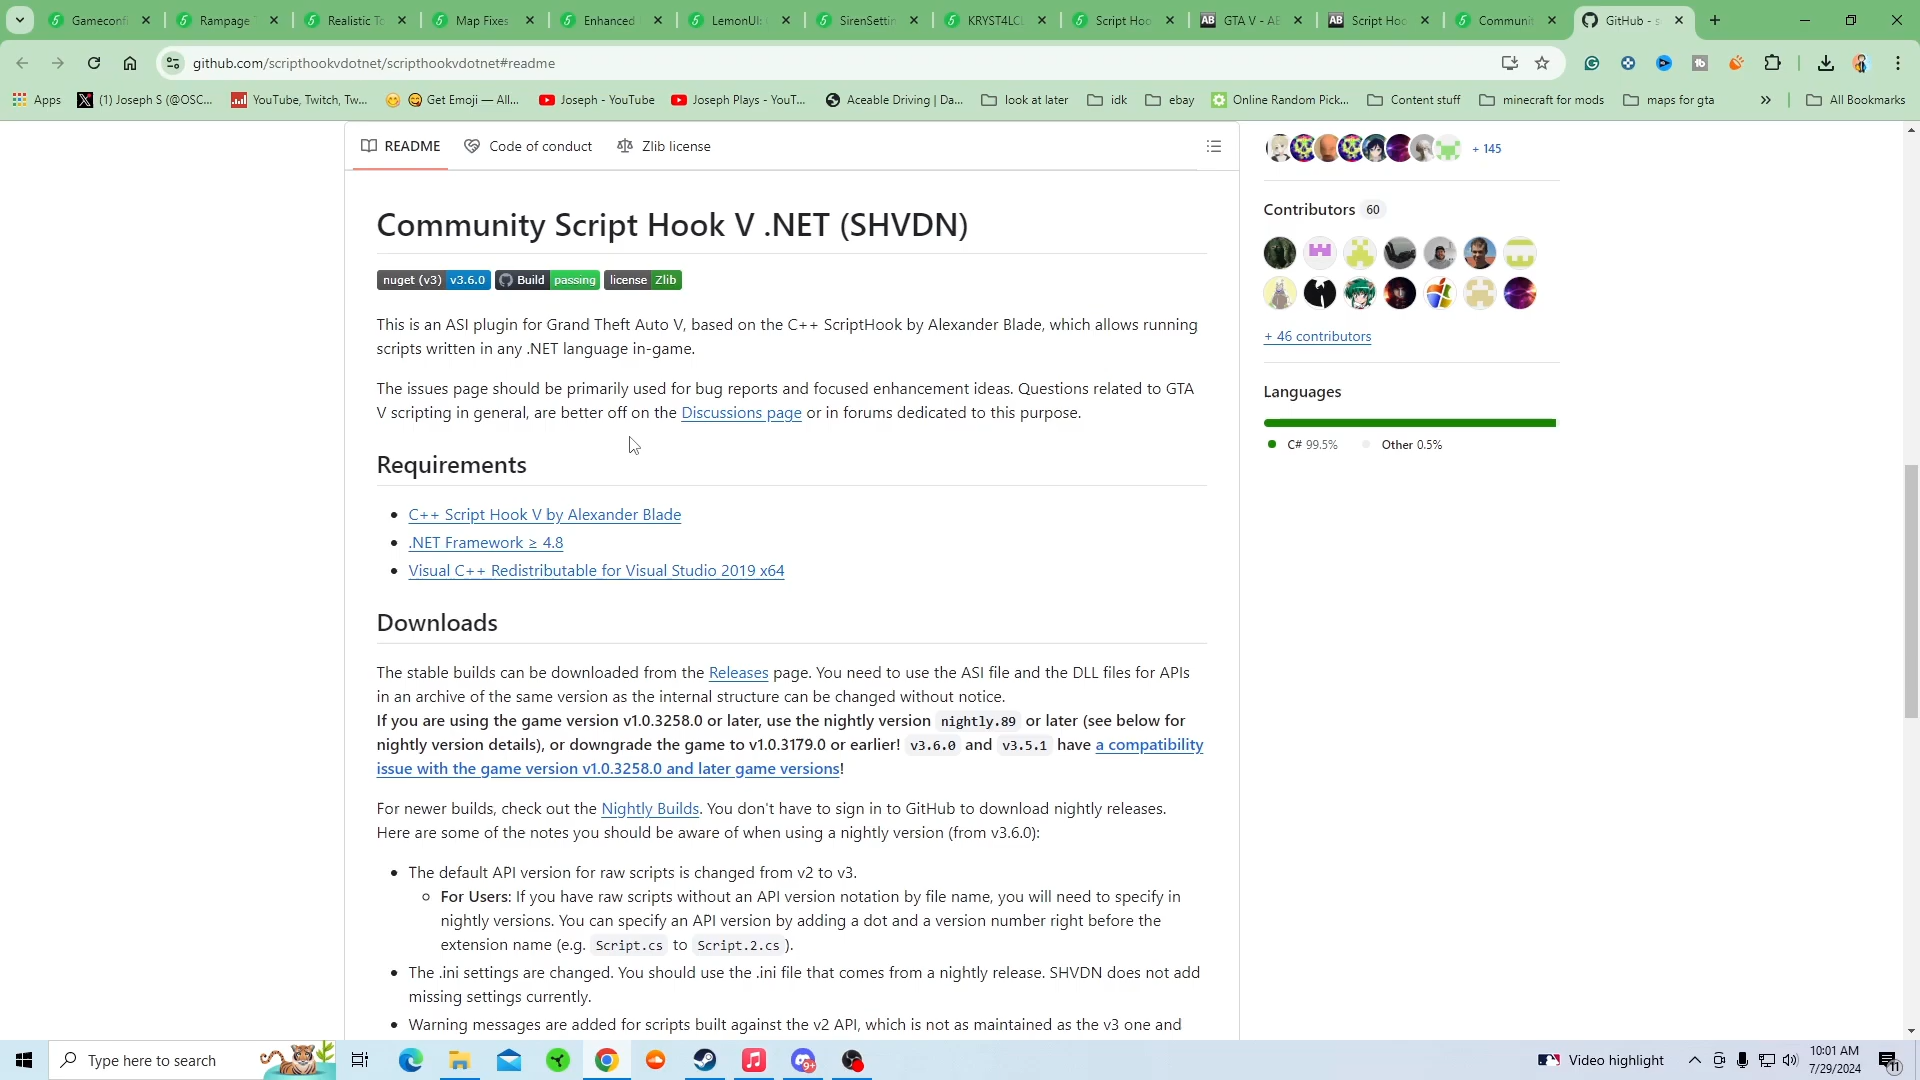 Gameconfi
Rampage T
Realistic To
Map Fixes
Enhanced
LemonUI:
SirenSettin
KRYST4LCL
Script Hoo
GTA V - AB
Script Hoo
Communit
GitHub - s
github.com/scripthookvdotnet/scripthookvdotnet#readme
Apps
(1) Joseph S (@OSC...
YouTube, Twitch, Tw...
Get Emoji — All...
Joseph - YouTube
Joseph Plays - YouT...
Aceable Driving | Da...
look at later
idk
ebay
Online Random Pick...
Content stuff
minecraft for mods
maps for gta
»
All Bookmarks
README
Code of conduct
Zlib license
+ 145
Community Script Hook V .NET (SHVDN)
nuget (v3) v3.6.0
Build passing
license Zlib
This is an ASI plugin for Grand Theft Auto V, based on the C++ ScriptHook by Alexander Blade, which allows running
scripts written in any .NET language in-game.
The issues page should be primarily used for bug reports and focused enhancement ideas. Questions related to GTA
V scripting in general, are better off on the Discussions page or in forums dedicated to this purpose.
Requirements
• C++ Script Hook V by Alexander Blade
• .NET Framework ≥ 4.8
• Visual C++ Redistributable for Visual Studio 2019 x64
Downloads
The stable builds can be downloaded from the Releases page. You need to use the ASI file and the DLL files for APIs
in an archive of the same version as the internal structure can be changed without notice.
If you are using the game version v1.0.3258.0 or later, use the nightly version nightly.89 or later (see below for
nightly version details), or downgrade the game to v1.0.3179.0 or earlier! v3.6.0 and v3.5.1 have a compatibility
issue with the game version v1.0.3258.0 and later game versions!
For newer builds, check out the Nightly Builds. You don't have to sign in to GitHub to download nightly releases.
Here are some of the notes you should be aware of when using a nightly version (from v3.6.0):
• The default API version for raw scripts is changed from v2 to v3.
For Users: If you have raw scripts without an API version notation by file name, you will need to specify in
nightly versions. You can specify an API version by adding a dot and a version number right before the
extension name (e.g. Script.cs to Script.2.cs ).
• The .ini settings are changed. You should use the .ini file that comes from a nightly release. SHVDN does not add
missing settings currently.
• Warning messages are added for scripts built against the v2 API, which is not as maintained as the v3 one and
Contributors 60
+ 46 contributors
Languages
C# 99.5%
Other 0.5%
Type here to search
9+
Video highlight
10:01 AM
7/29/2024
11